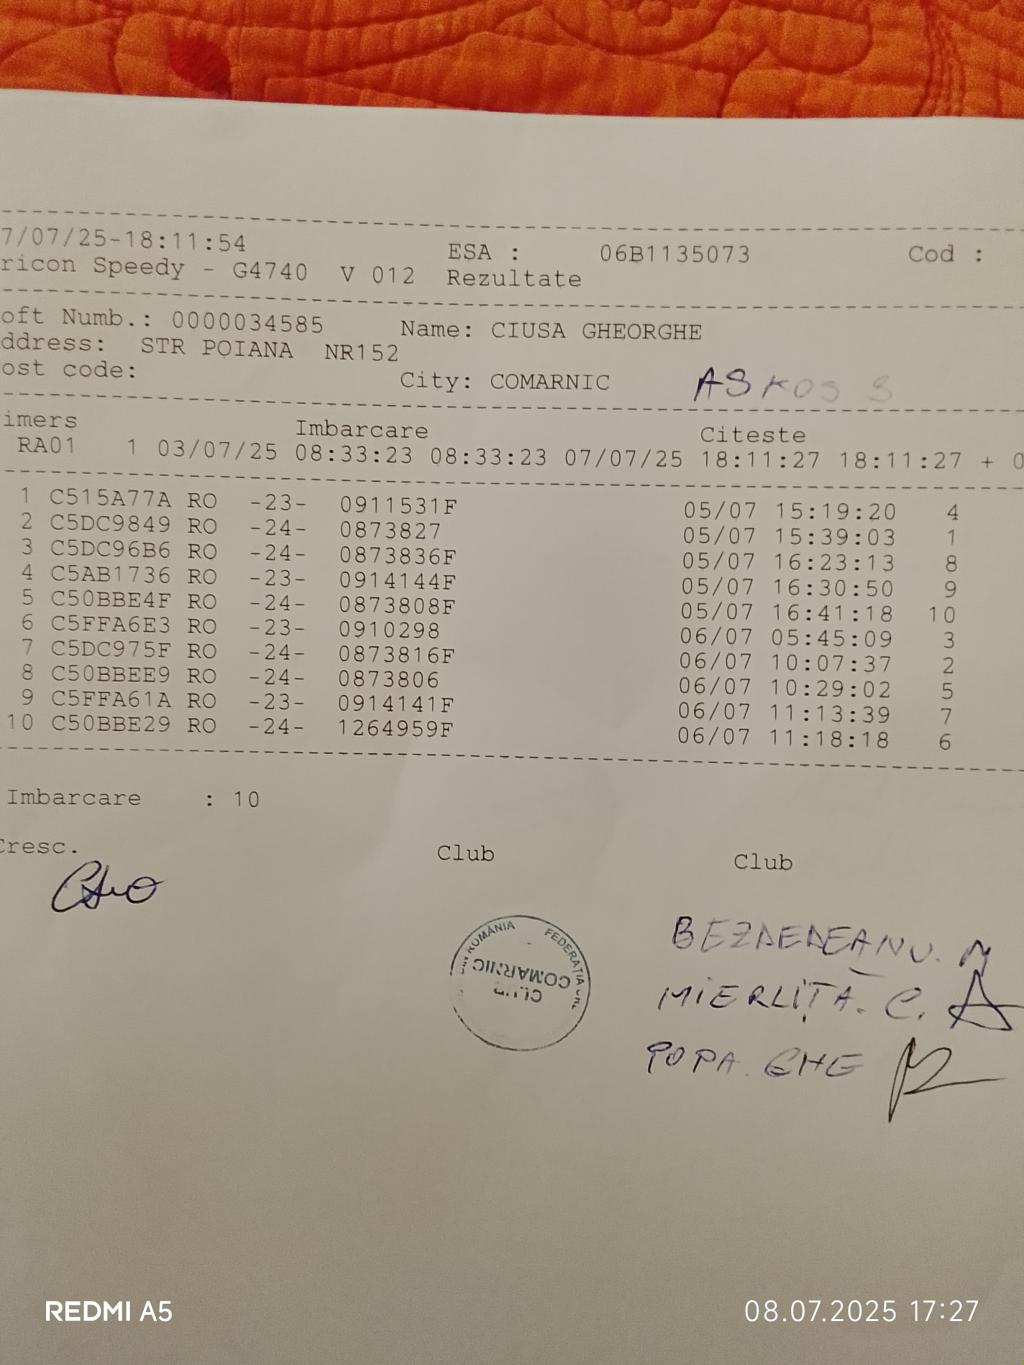 7/07/25-18:11:54 ESA : 06B1135073 Cod :
ricon Speedy - G4740 V 012 Rezultate
oft Numb.: 0000034585 Name: CIUSA GHEORGHE
ddress: STR POIANA NR152
ost code: City: COMARNIC
ASKOS S
imers Imbarcare Citeste
RA01 1 03/07/25 08:33:23 08:33:23 07/07/25 18:11:27 18:11:27 + 0
1 C515A77A RO -23- 0911531F 05/07 15:19:20 4
2 C5DC9849 RO -24- 0873827 05/07 15:39:03 1
3 C5DC96B6 RO -24- 0873836F 05/07 16:23:13 8
4 C5AB1736 RO -23- 0914144F 05/07 16:30:50 9
5 C50BBE4F RO -24- 0873808F 05/07 16:41:18 10
6 C5FFA6E3 RO -23- 0910298 06/07 05:45:09 3
7 C5DC975F RO -24- 0873816F 06/07 10:07:37 2
8 C50BBEE9 RO -24- 0873806 06/07 10:29:02 5
9 C5FFA61A RO -23- 0914141F 06/07 11:13:39 7
10 C50BBE29 RO -24- 1264959F 06/07 11:18:18 6
Imbarcare : 10
Cresc. Club Club
ROMANIA FEDERAȚIA
COMARNIC
CLUB
BEZDEDEANU. M
MIERLIȚĂ. C.
POPA. GHE
REDMI A5 08.07.2025 17:27